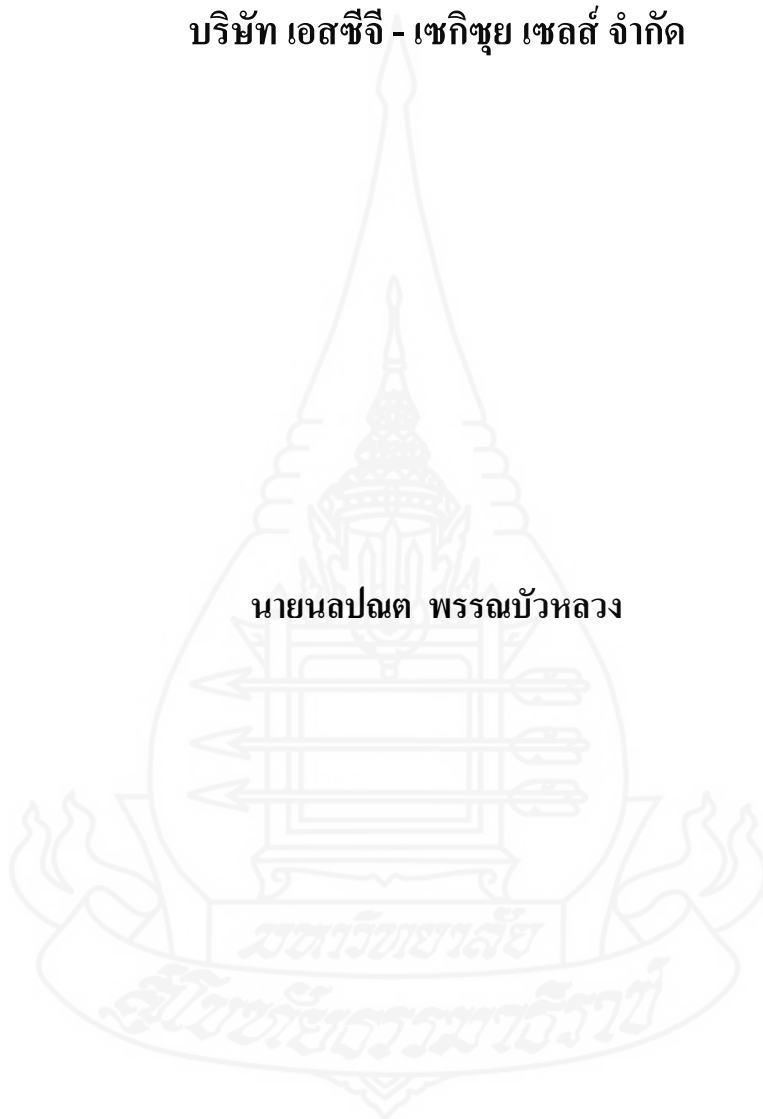 บริษัท เอสซีจี - เซกิซุย เซลส์ จำกัด
นายนลปณต พรรณบัวหลวง
มหาวิทยาลัย
สุโขทัยธรรมาธิราช